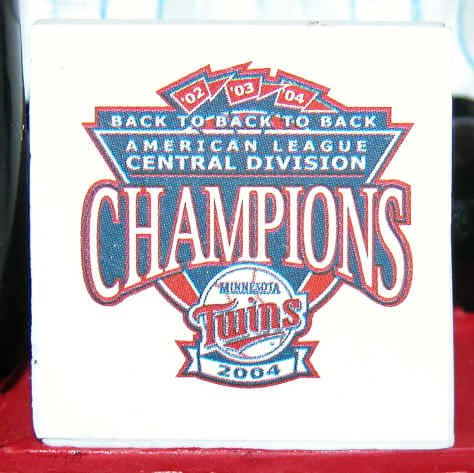 '02 '03 '04
BACK TO BACK TO BACK
AMERICAN LEAGUE
CENTRAL DIVISION
CHAMPIONS
MINNESOTA
Twins
2004